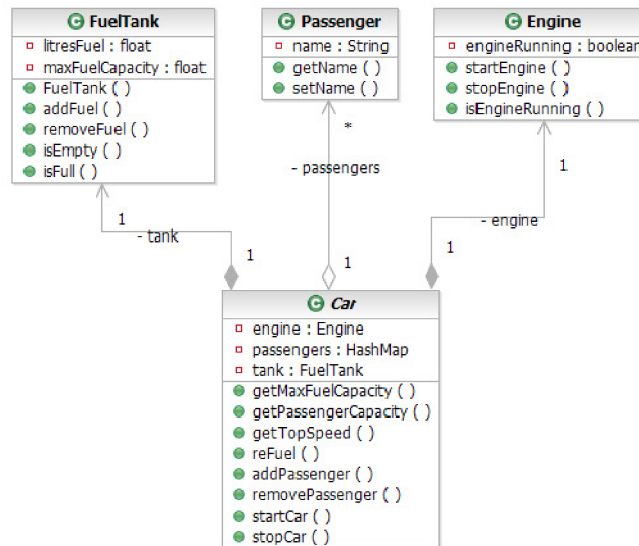 C FuelTank
litresFuel : float
maxFuelCapacity : float
FuelTank ( )
addFuel ( )
removeFuel ( )
isEmpty ( )
isFull ( )
C Passenger
name : String
getName ( )
setName ( )
C Engine
engineRunning : boolean
startEngine ( )
stopEngine ( )
isEngineRunning ( )
1
- tank
1
*
- passengers
1
1
- engine
1
C Car
engine : Engine
passengers : HashMap
tank : FuelTank
getMaxFuelCapacity ( )
getPassengerCapacity ( )
getTopSpeed ( )
reFuel ( )
addPassenger ( )
removePassenger ( )
startCar ( )
stopCar ( )